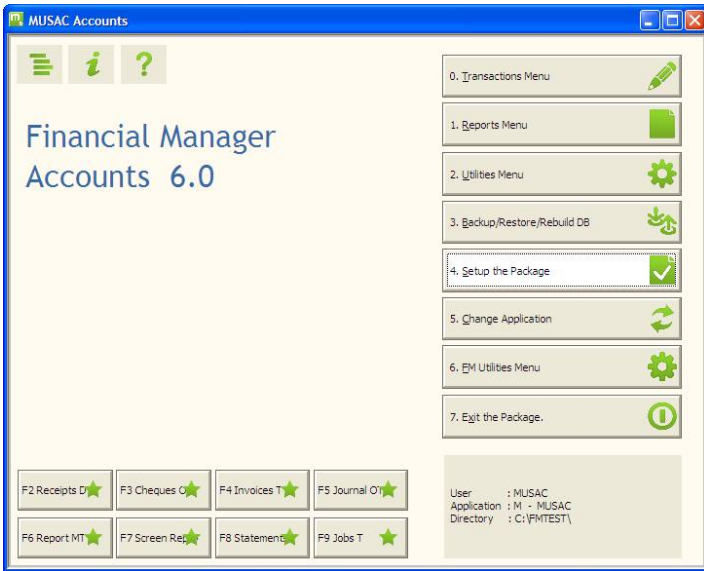 MUSAC Accounts
Financial Manager
Accounts 6.0
0. Transactions Menu
1. Reports Menu
2. Utilities Menu
3. Backup/Restore/Rebuild DB
4. Setup the Package
5. Change Application
6. FM Utilities Menu
7. Exit the Package.
F2 Receipts D
F3 Cheques O
F4 Invoices T
F5 Journal O
F6 Report MT
F7 Screen Rep
F8 Statement
F9 Jobs T
User : MUSAC
Application : M - MUSAC
Directory : C:\FMTEST\